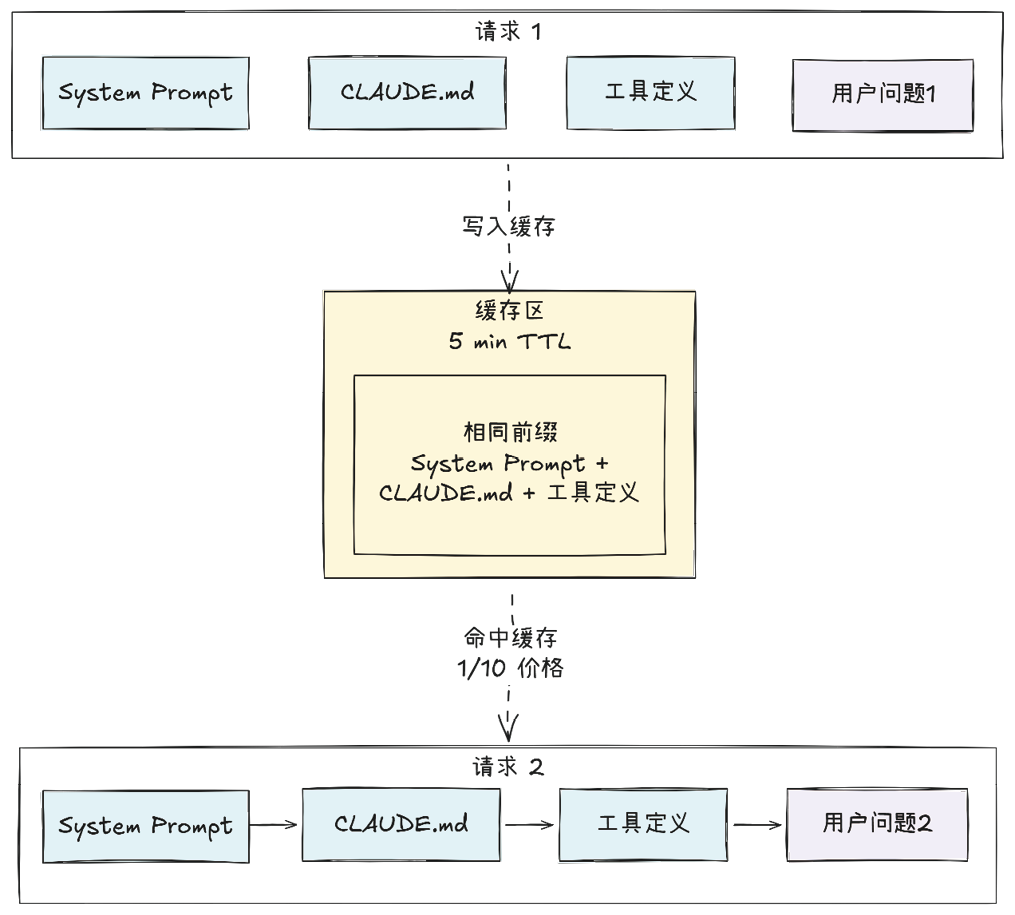 请求 1
System Prompt
CLAUDE.md
工具定义
用户问题1
写入缓存
缓存区
5 min TTL
相同前缀
System Prompt +
CLAUDE.md + 工具定义
命中缓存
1/10 价格
请求 2
System Prompt
CLAUDE.md
工具定义
用户问题2